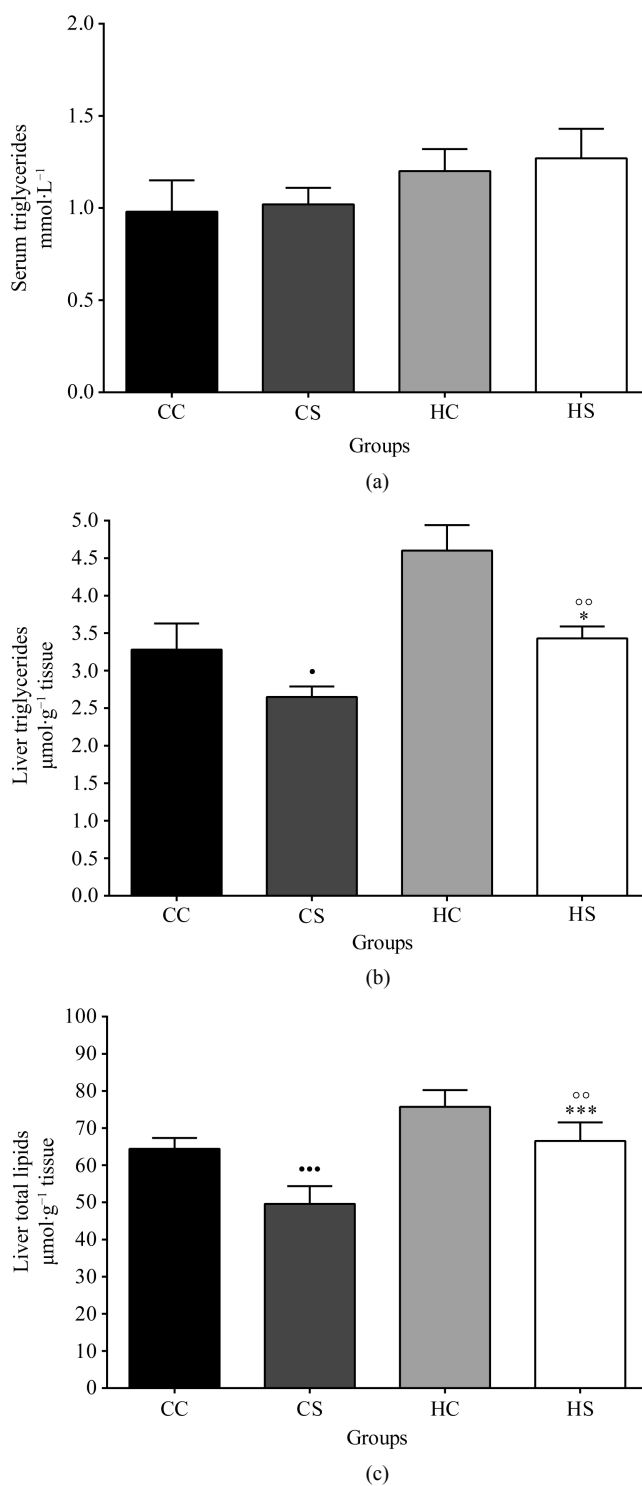 Serum triglycerides
mmol·L⁻¹
2.0
1.5
1.0
0.5
0.0
CC CS HC HS
Groups
(a)
Liver triglycerides
µmol·g⁻¹ tissue
5.0
4.5
4.0
3.5
3.0
2.5
2.0
1.5
1.0
0.5
0.0
•
°°
*
CC CS HC HS
Groups
(b)
Liver total lipids
µmol·g⁻¹ tissue
100
90
80
70
60
50
40
30
20
10
0
•••
°°
***
CC CS HC HS
Groups
(c)